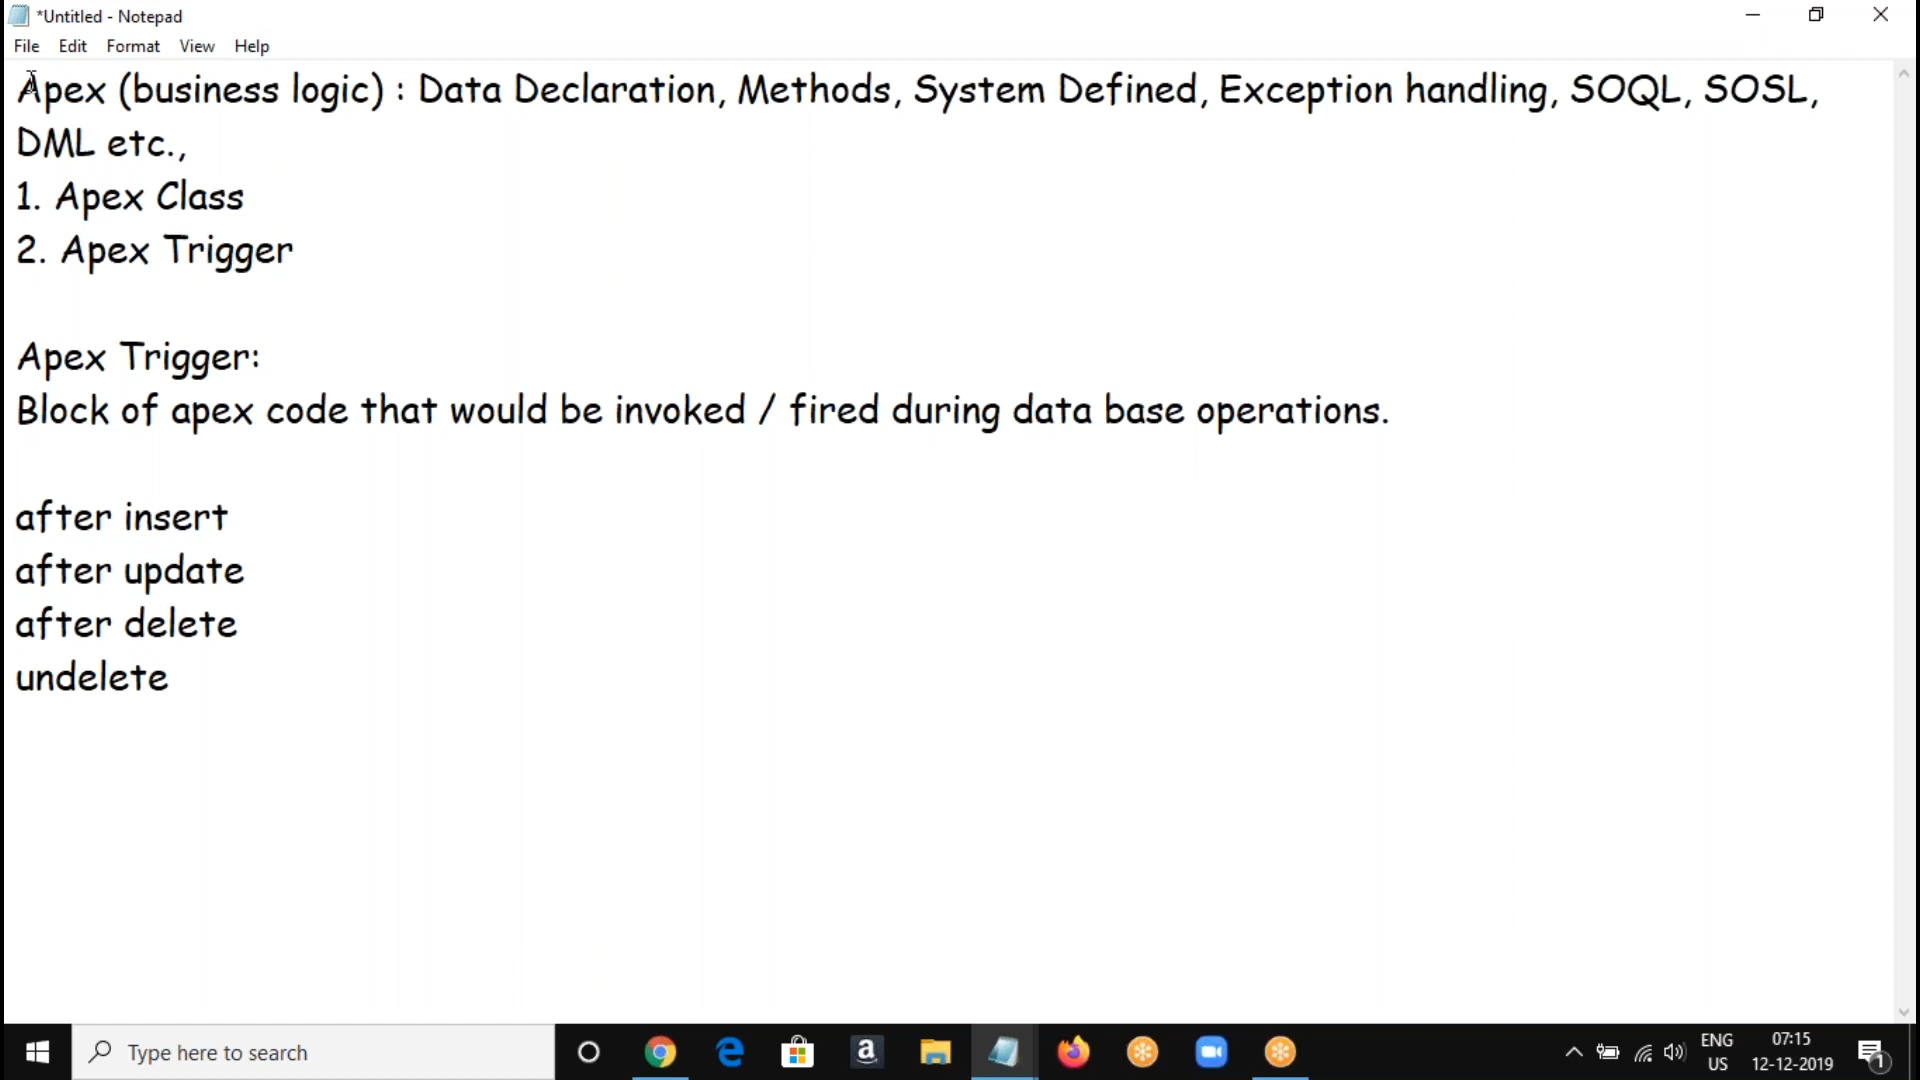 *Untitled - Notepad
File Edit Format View Help
Apex (business logic) : Data Declaration, Methods, System Defined, Exception handling, SOQL, SOSL,
DML etc.,
1. Apex Class
2. Apex Trigger
Apex Trigger:
Block of apex code that would be invoked / fired during data base operations.
after insert
after update
after delete
undelete
Type here to search
ENG
US
07:15
12-12-2019
1